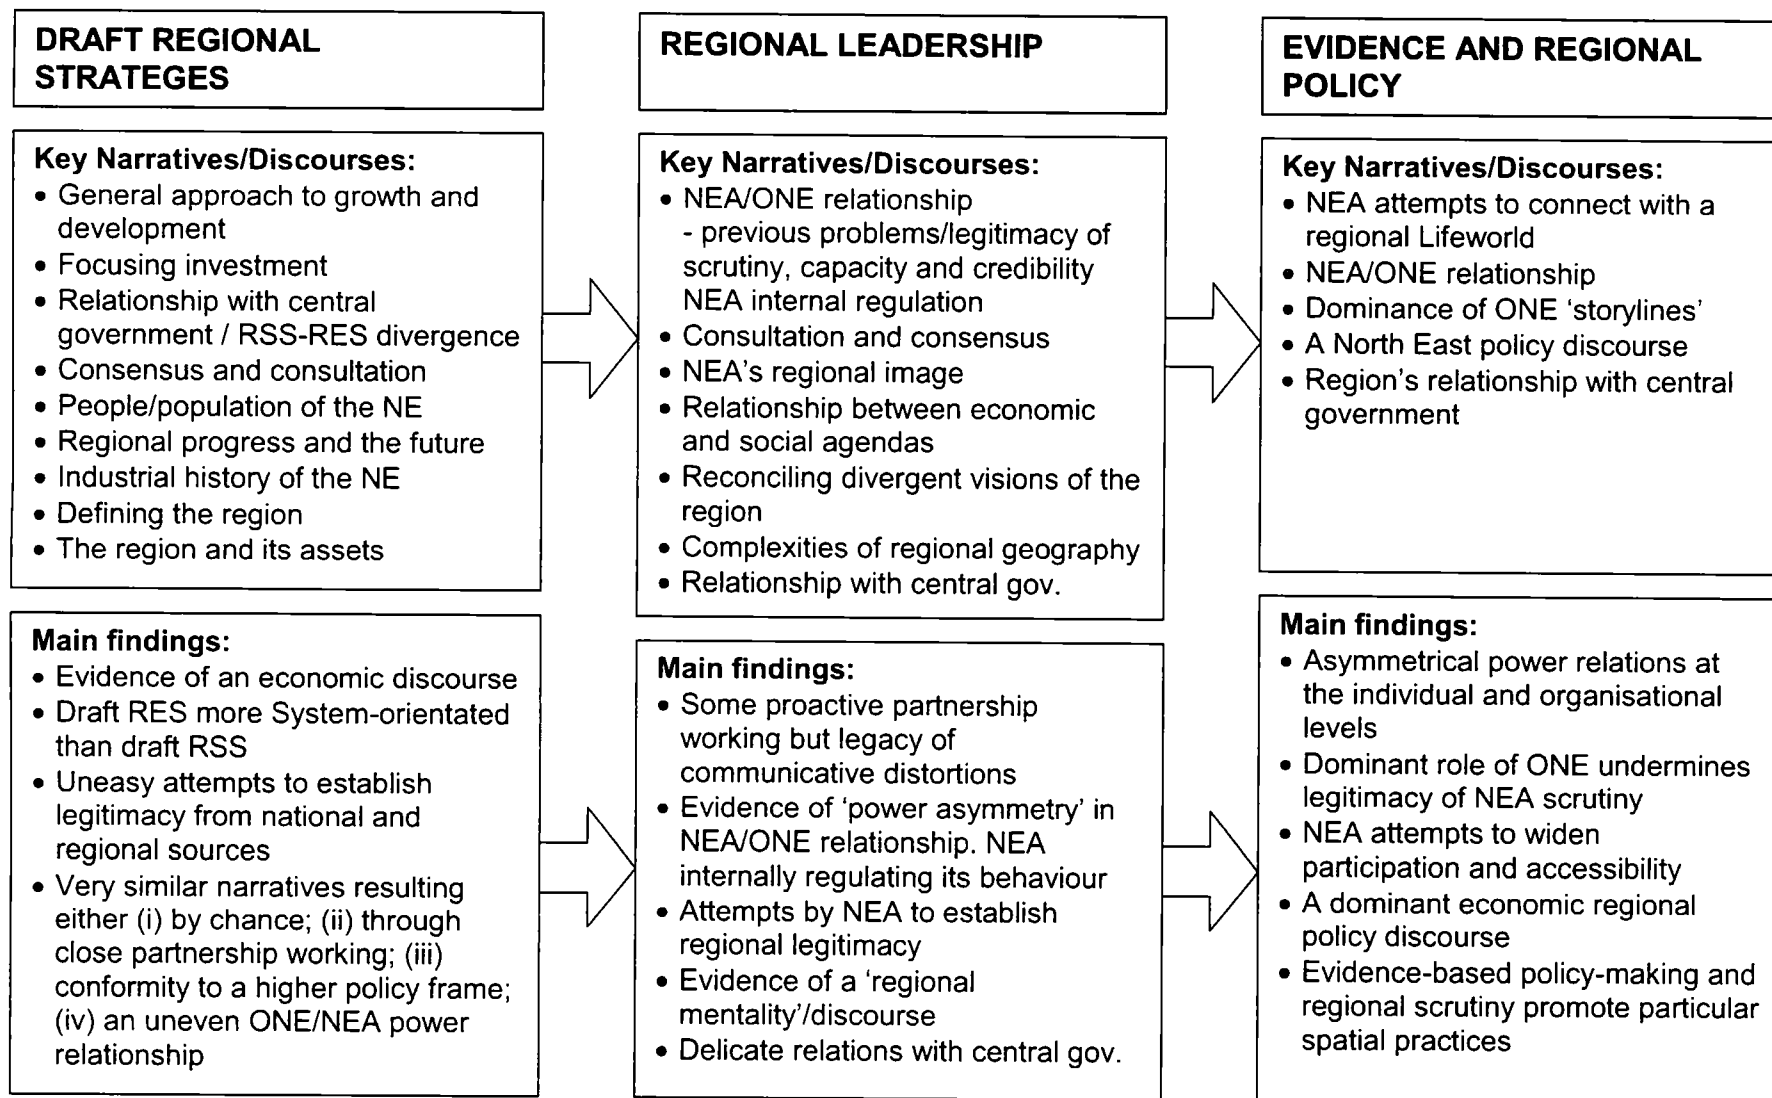 DRAFT REGIONAL
STRATEGES
Key Narratives/Discourses:
• General approach to growth and
development
• Focusing investment
• Relationship with central
government / RSS-RES divergence
• Consensus and consultation
• People/population of the NE
• Regional progress and the future
• Industrial history of the NE
• Defining the region
• The region and its assets
Main findings:
• Evidence of an economic discourse
• Draft RES more System-orientated
than draft RSS
• Uneasy attempts to establish
legitimacy from national and
regional sources
• Very similar narratives resulting
either (i) by chance; (ii) through
close partnership working; (iii)
conformity to a higher policy frame;
(iv) an uneven ONE/NEA power
relationship
REGIONAL LEADERSHIP
Key Narratives/Discourses:
• NEA/ONE relationship
- previous problems/legitimacy of
scrutiny, capacity and credibility
NEA internal regulation
• Consultation and consensus
• NEA's regional image
• Relationship between economic
and social agendas
• Reconciling divergent visions of the
region
• Complexities of regional geography
• Relationship with central gov.
Main findings:
• Some proactive partnership
working but legacy of
communicative distortions
• Evidence of 'power asymmetry' in
NEA/ONE relationship. NEA
internally regulating its behaviour
• Attempts by NEA to establish
regional legitimacy
• Evidence of a 'regional
mentality'/discourse
• Delicate relations with central gov.
EVIDENCE AND REGIONAL
POLICY
Key Narratives/Discourses:
• NEA attempts to connect with a
regional Lifeworld
• NEA/ONE relationship
• Dominance of ONE 'storylines'
• A North East policy discourse
• Region's relationship with central
government
Main findings:
• Asymmetrical power relations at
the individual and organisational
levels
• Dominant role of ONE undermines
legitimacy of NEA scrutiny
• NEA attempts to widen
participation and accessibility
• A dominant economic regional
policy discourse
• Evidence-based policy-making and
regional scrutiny promote particular
spatial practices